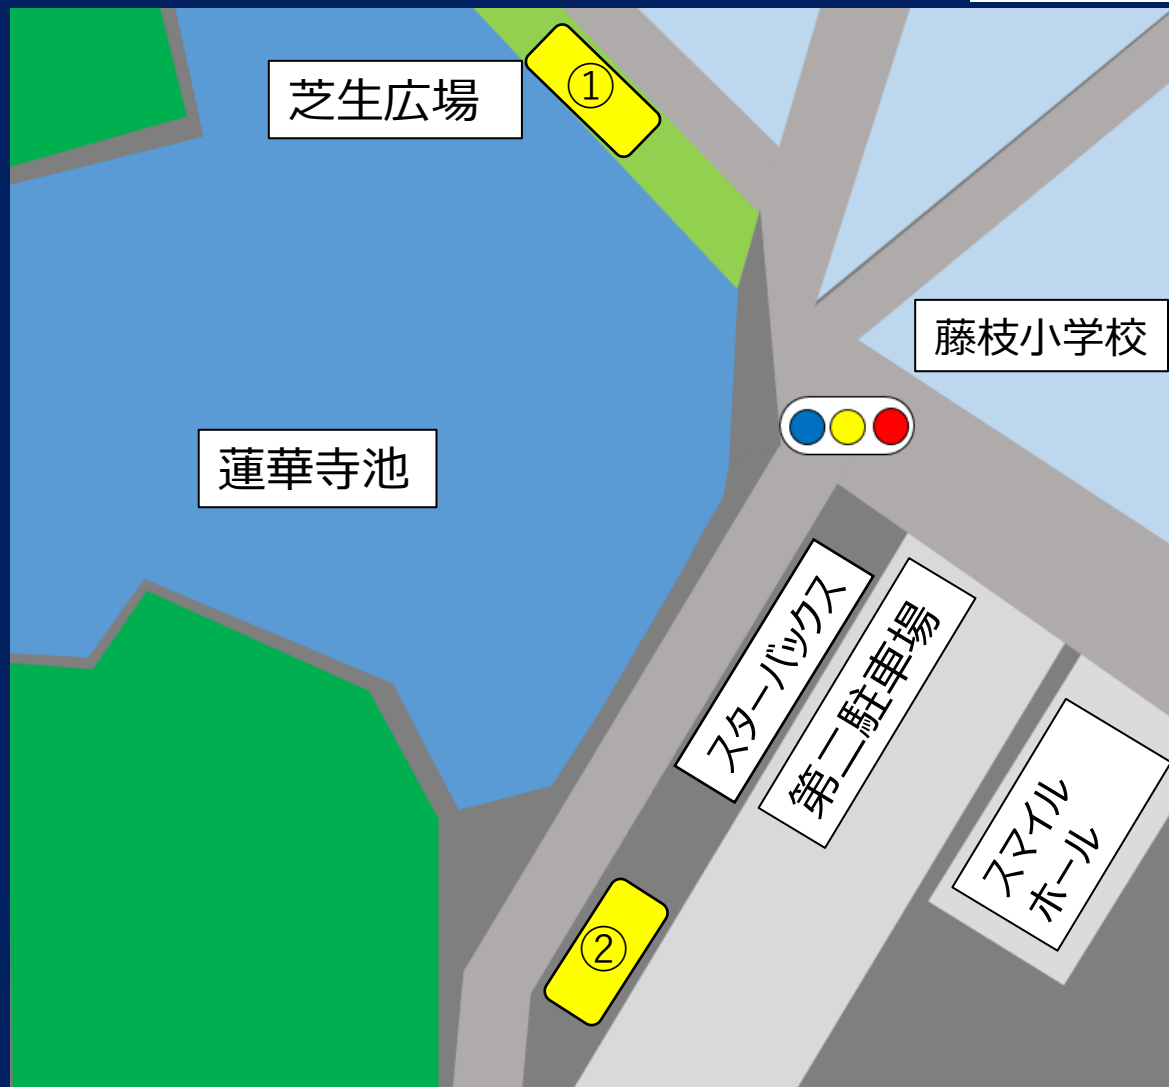 ①
芝生広場
藤枝小学校
蓮華寺池
スターバックス
第二駐車場
スマイル
ホール
②